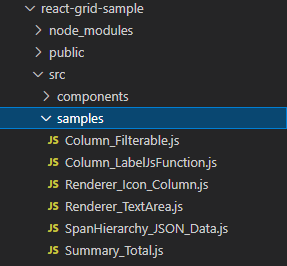 react-grid-sample
node_modules
public
src
components
samples
JS Column_Filterable.js
JS Column_LabelJsFunction.js
JS Renderer_Icon_Column.js
JS Renderer_TextArea.js
JS SpanHierarchy_JSON_Data.js
JS Summary_Total.js